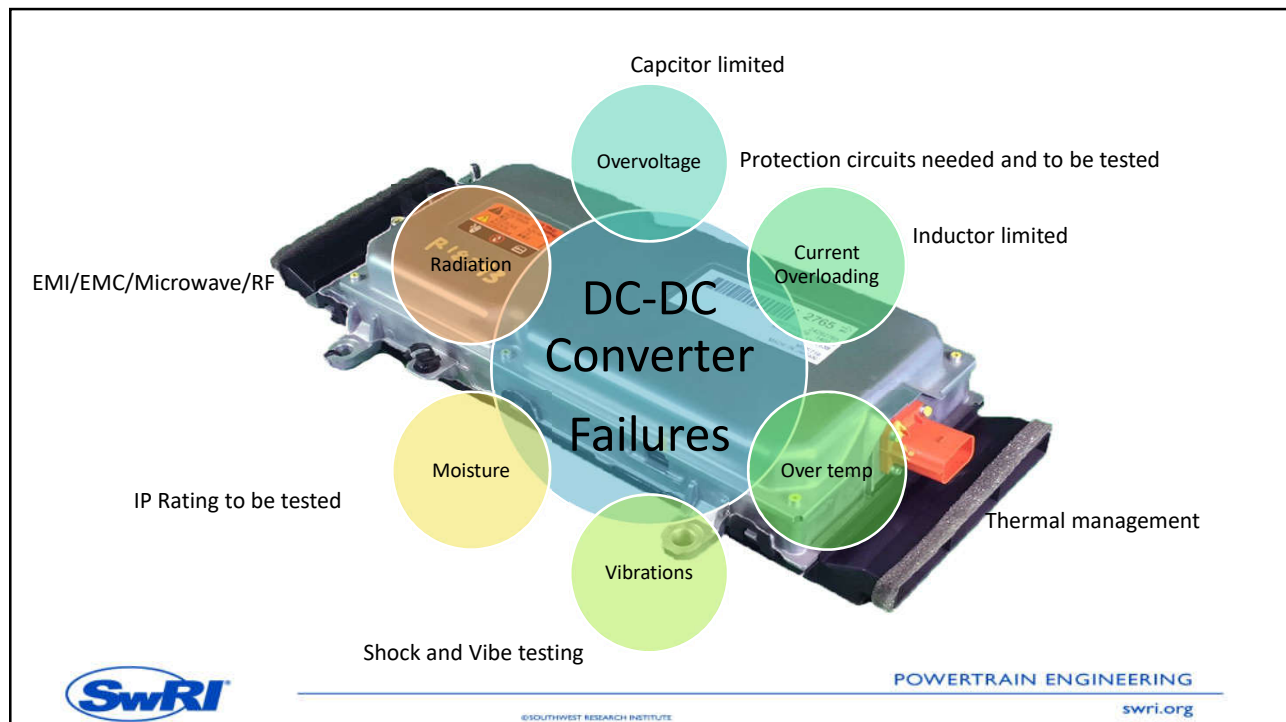 Capcitor limited
Overvoltage
Protection circuits needed and to be tested
Radiation
Current
Overloading
Inductor limited
EMI/EMC/Microwave/RF
2765
DC-DC
Converter
Failures
Moisture
Over temp
IP Rating to be tested
Thermal management
Vibrations
Shock and Vibe testing
SwRI®
POWERTRAIN ENGINEERING
©SOUTHWEST RESEARCH INSTITUTE
swri.org